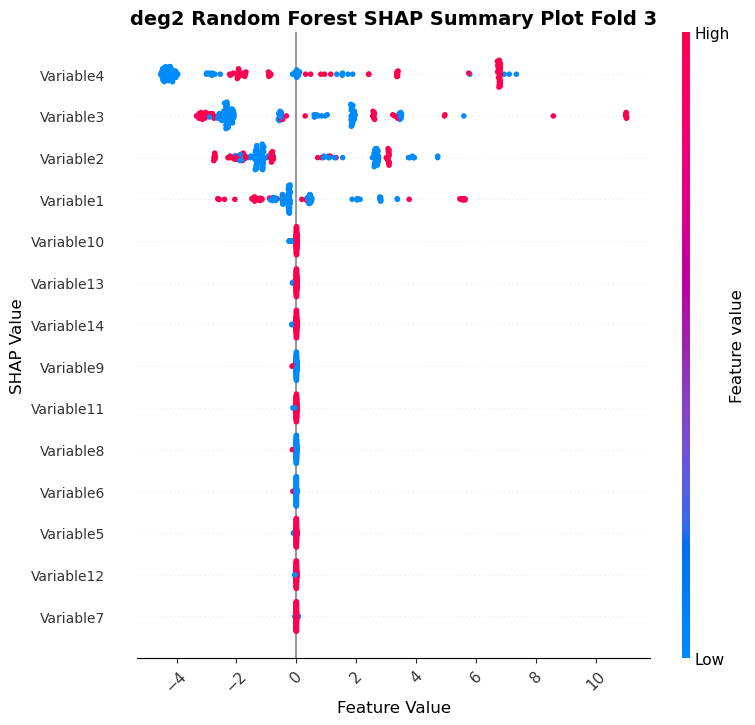 deg2 Random Forest SHAP Summary Plot Fold 3
High
Variable4
Variable3
Variable2
Variable1
Variable10
Variable13
Variable14
Variable9
Variable11
Variable8
Variable6
Variable5
Variable12
Variable7
SHAP Value
Feature value
Low
−4 −2 0 2 4 6 8 10
Feature Value